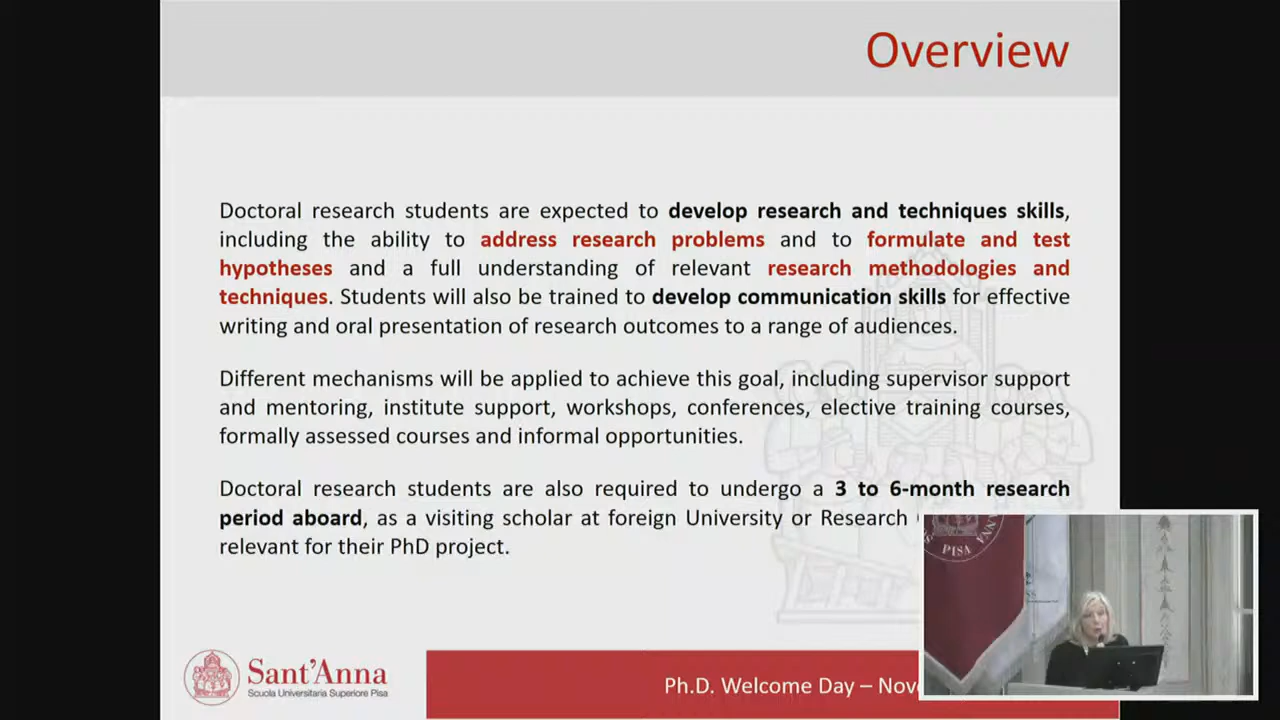 Overview
Doctoral research students are expected to develop research and techniques skills,
including the ability to address research problems and to formulate and test
hypotheses and a full understanding of relevant research methodologies and
techniques. Students will also be trained to develop communication skills for effective
writing and oral presentation of research outcomes to a range of audiences.
Different mechanisms will be applied to achieve this goal, including supervisor support
and mentoring, institute support, workshops, conferences, elective training courses,
formally assessed courses and informal opportunities.
Doctoral research students are also required to undergo a 3 to 6-month research
period aboard, as a visiting scholar at foreign University or Research
relevant for their PhD project.
Sant'Anna
Scuola Universitaria Superiore Pisa
Ph.D. Welcome Day – Nov
PISA